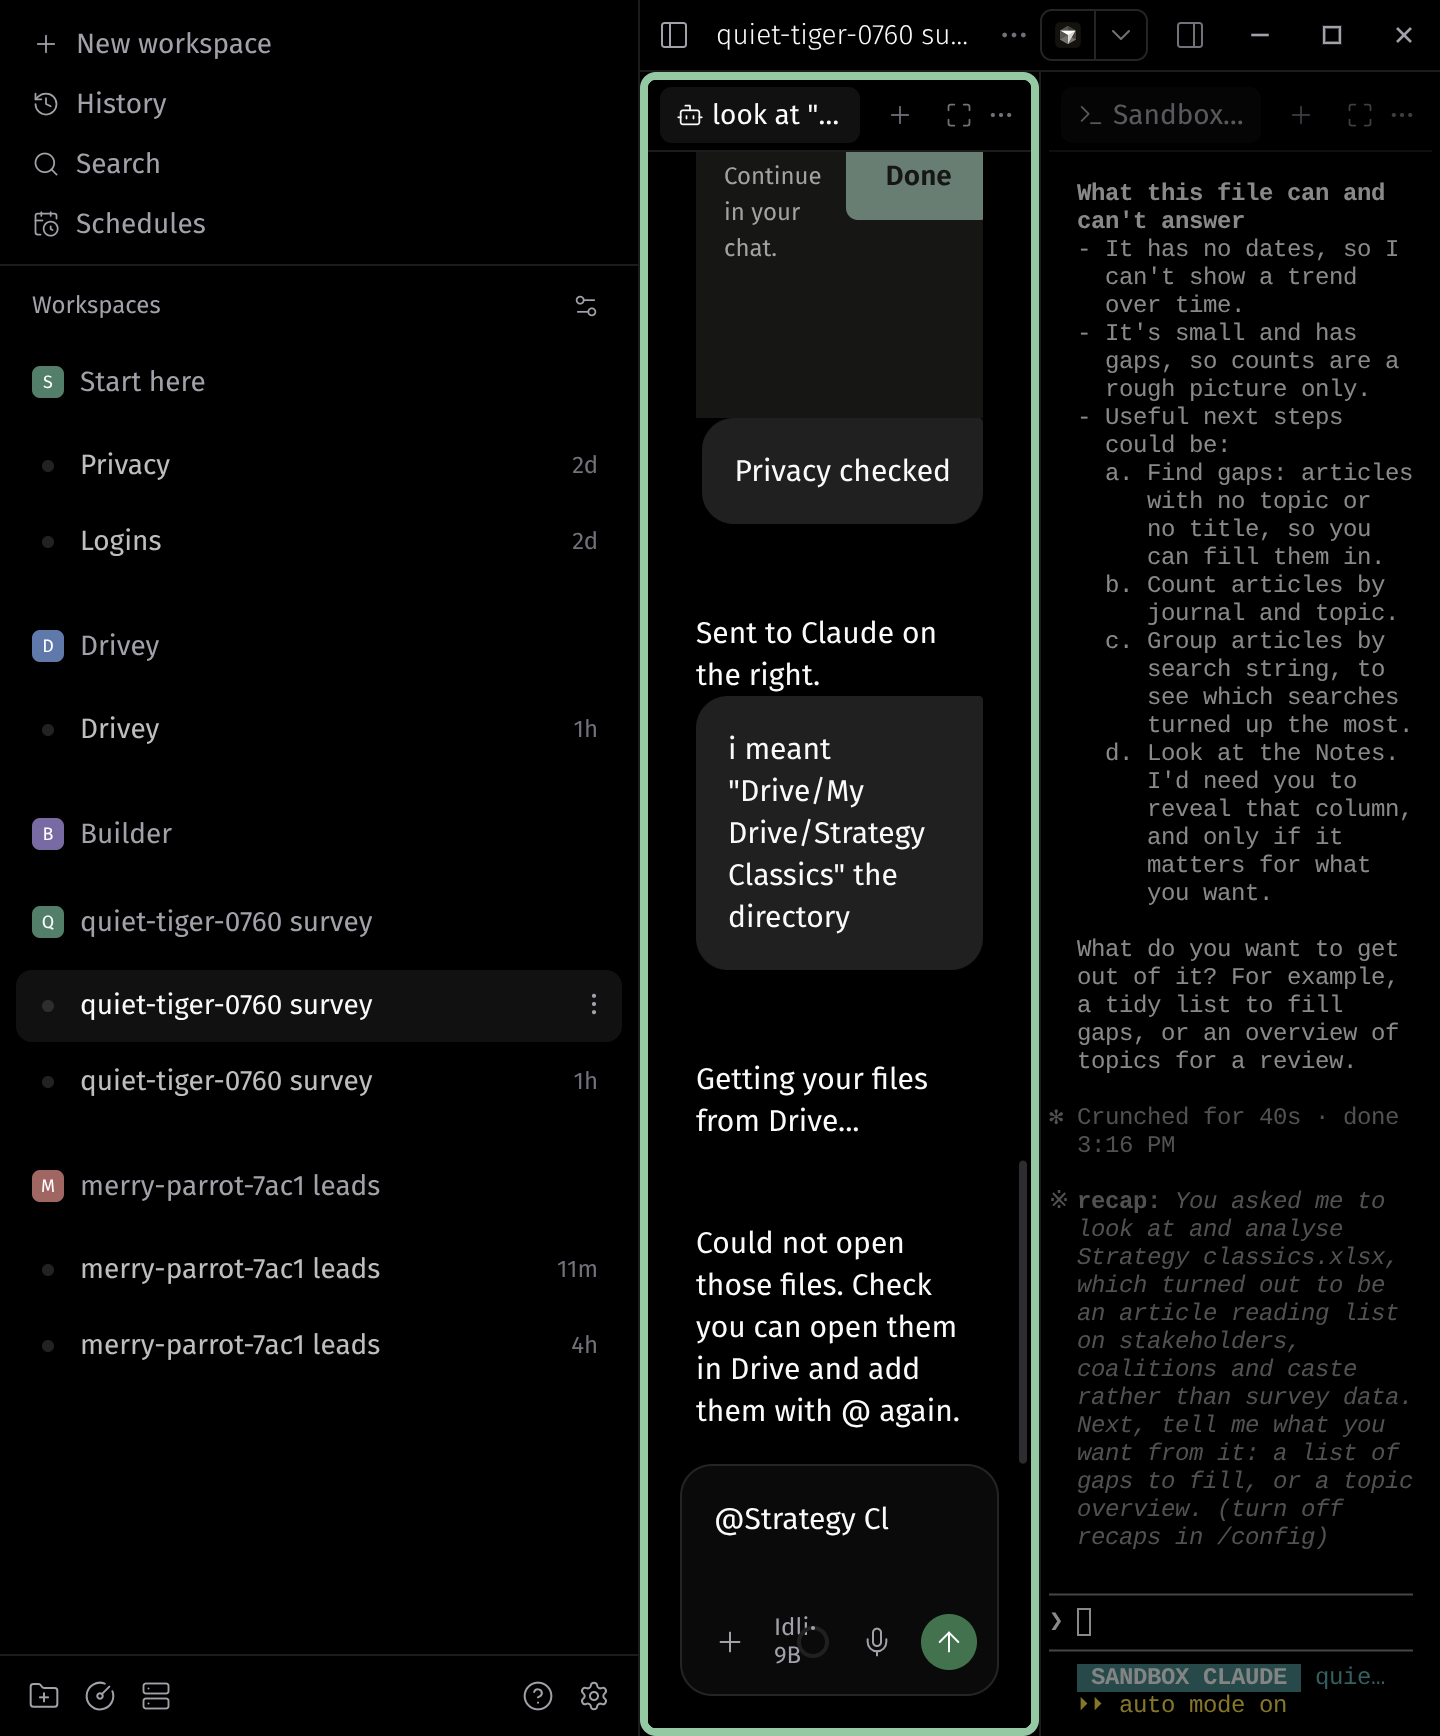 New workspace
History
Search
Schedules
Workspaces
S Start here
Privacy 2d
Logins 2d
D Drivey
Drivey 1h
B Builder
Q quiet-tiger-0760 survey
quiet-tiger-0760 survey
quiet-tiger-0760 survey 1h
M merry-parrot-7ac1 leads
merry-parrot-7ac1 leads 11m
merry-parrot-7ac1 leads 4h
quiet-tiger-0760 su...
look at "...
Continue
in your
chat.
Done
Privacy checked
Sent to Claude on
the right.
i meant
"Drive/My
Drive/Strategy
Classics" the
directory
Getting your files
from Drive...
Could not open
those files. Check
you can open them
in Drive and add
them with @ again.
@Strategy Cl
Idli·
9B
Sandbox...
What this file can and
can't answer
- It has no dates, so I
can't show a trend
over time.
- It's small and has
gaps, so counts are a
rough picture only.
- Useful next steps
could be:
a. Find gaps: articles
with no topic or
no title, so you
can fill them in.
b. Count articles by
journal and topic.
c. Group articles by
search string, to
see which searches
turned up the most.
d. Look at the Notes.
I'd need you to
reveal that column,
and only if it
matters for what
you want.
What do you want to get
out of it? For example,
a tidy list to fill
gaps, or an overview of
topics for a review.
✻ Crunched for 40s · done
3:16 PM
※ recap: You asked me to
look at and analyse
Strategy classics.xlsx,
which turned out to be
an article reading list
on stakeholders,
coalitions and caste
rather than survey data.
Next, tell me what you
want from it: a list of
gaps to fill, or a topic
overview. (turn off
recaps in /config)
❯
SANDBOX CLAUDE quie…
⏵⏵ auto mode on